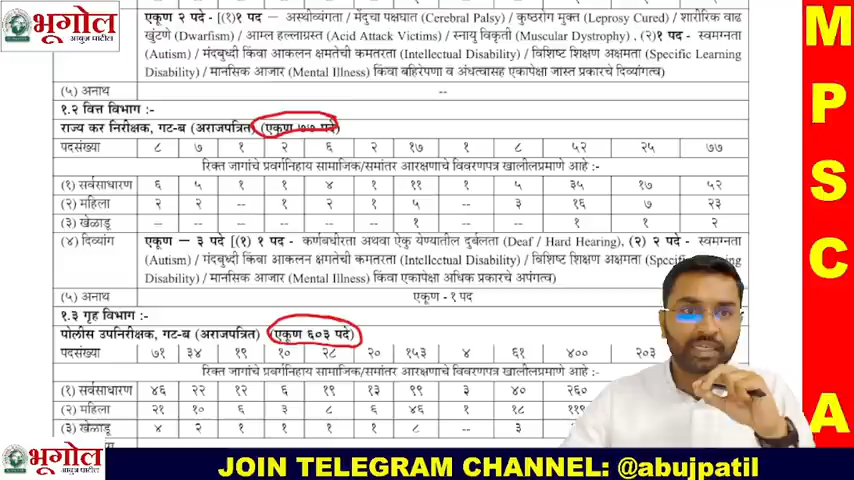 भूगोल
आबुज पाटील
एकूण २ पदे - [(१)१ पद - अस्थीव्यंगता / मेंदुचा पक्षघात (Cerebral Palsy) / कुष्ठरोग मुक्त (Leprosy Cured) / शारीरिक वाढ
खुंटणे (Dwarfism) / आम्ल हल्लाग्रस्त (Acid Attack Victims) / स्नायु विकृती (Muscular Dystrophy) , (२)१ पद - स्वमग्नता
(Autism) / मंदबुध्दी किंवा आकलन क्षमतेची कमतरता (Intellectual Disability) / विशिष्ट शिक्षण अक्षमता (Specific Learning
Disability) / मानसिक आजार (Mental Illness) किंवा बहिरेपणा व अंधत्वासह एकापेक्षा जास्त प्रकारचे दिव्यांगत्व)
(५) अनाथ --
१.२ वित्त विभाग :-
राज्य कर निरीक्षक, गट-ब (अराजपत्रित) (एकूण ७७ पदे)
पदसंख्या ८ ७ १ २ ६ २ १७ १ ८ ५२ २५ ७७
रिक्त जागांचे प्रवर्गनिहाय सामाजिक/समांतर आरक्षणाचे विवरणपत्र खालीलप्रमाणे आहे :-
(१) सर्वसाधारण ६ ५ १ १ ४ १ ११ १ ५ ३५ १७ ५२
(२) महिला २ २ -- १ २ १ ५ -- ३ १६ ७ २३
(३) खेळाडू -- -- -- -- -- -- १ -- -- १ १ २
(४) दिव्यांग एकूण – ३ पदे [(१) १ पद - कर्णबधीरता अथवा ऐकु येण्यातील दुर्बलता (Deaf / Hard Hearing), (२) २ पदे - स्वमग्नता
(Autism) / मंदबुध्दी किंवा आकलन क्षमतेची कमतरता (Intellectual Disability) / विशिष्ट शिक्षण अक्षमता (Specific Learning
Disability) / मानसिक आजार (Mental Illness) किंवा एकापेक्षा अधिक प्रकारचे अपंगत्व)
(५) अनाथ एकूण - १ पद
१.३ गृह विभाग :-
पोलीस उपनिरीक्षक, गट-ब (अराजपत्रित) (एकूण ६०३ पदे)
पदसंख्या ७१ ३४ १९ १० २८ २० १५३ ४ ६१ ४०० २०३
रिक्त जागांचे प्रवर्गनिहाय सामाजिक/समांतर आरक्षणाचे विवरणपत्र खालीलप्रमाणे आहे :-
(१) सर्वसाधारण ४६ २२ १२ ६ १९ १३ ९९ ३ ४० २६०
(२) महिला २१ १० ६ ३ ८ ६ ४६ १ १८ ११९
(३) खेळाडू ४ २ १ १ १ १ ८ -- ३
MPSC
A
भूगोल
आबुज पाटील
JOIN TELEGRAM CHANNEL: @abujpatil